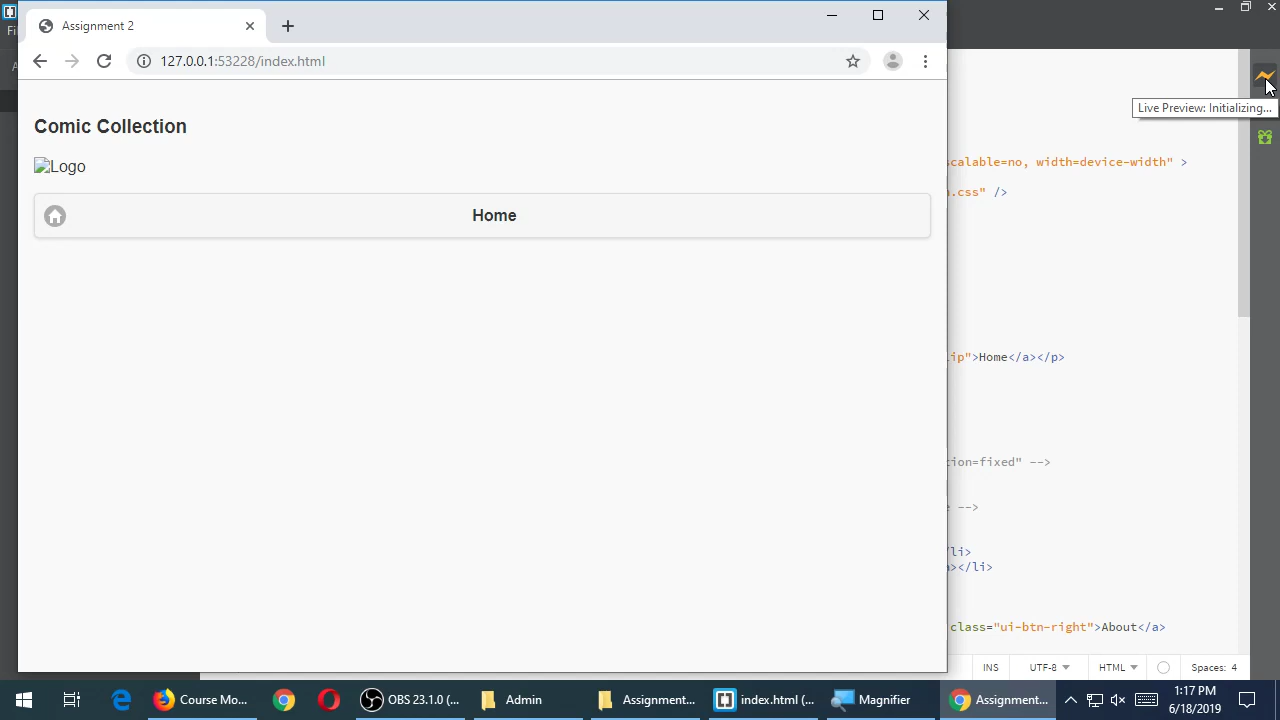 Assignment 2
127.0.0.1:53228/index.html
Fi
A
Live Preview: Initializing...
Comic Collection
Logo
Home
scalable=no, width=device-width" >
.css" />
ip">Home</a></p>
tion=fixed" -->
-->
/li>
></li>
class="ui-btn-right">About</a>
INS
UTF-8
HTML
Spaces: 4
Course Mo...
OBS 23.1.0 (...
Admin
Assignment...
index.html (...
Magnifier
Assignment...
1:17 PM
6/18/2019